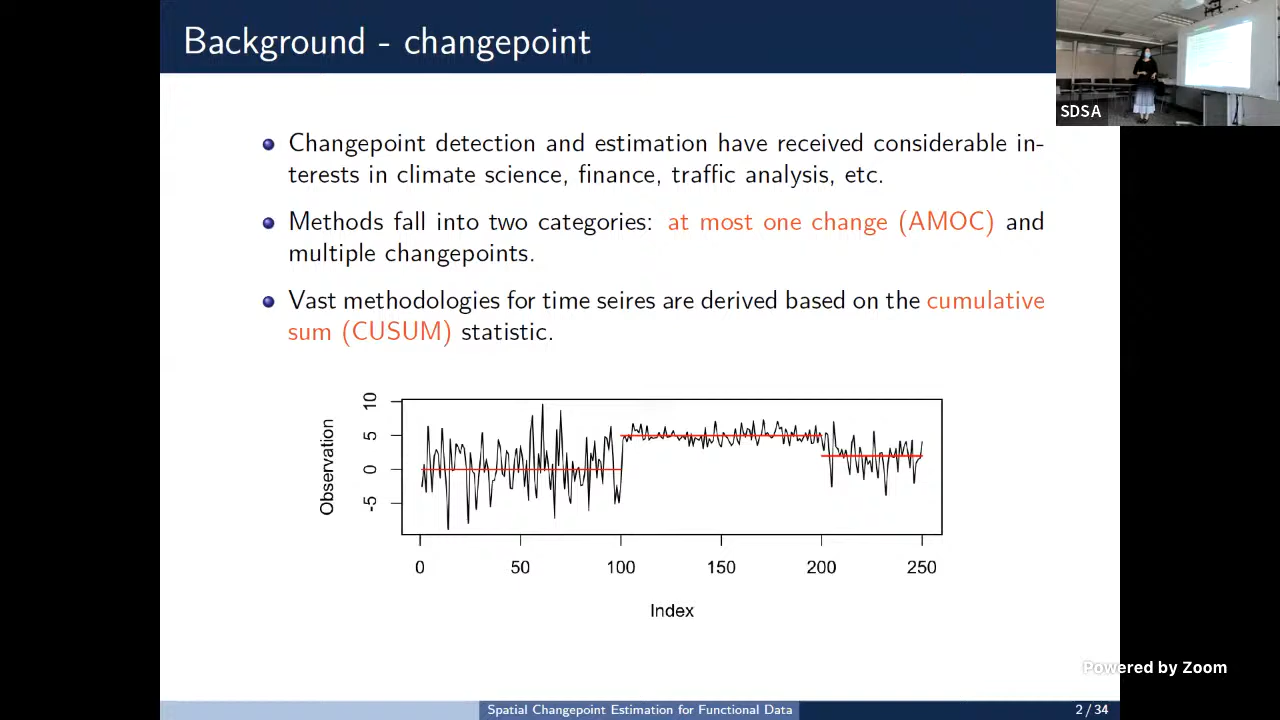 Background - changepoint
SDSA
Changepoint detection and estimation have received considerable in-
terests in climate science, finance, traffic analysis, etc.
Methods fall into two categories: at most one change (AMOC) and
multiple changepoints.
Vast methodologies for time seires are derived based on the cumulative
sum (CUSUM) statistic.
Observation
10
5
0
-5
0 50 100 150 200 250
Index
Powered by Zoom
Spatial Changepoint Estimation for Functional Data
2 / 34